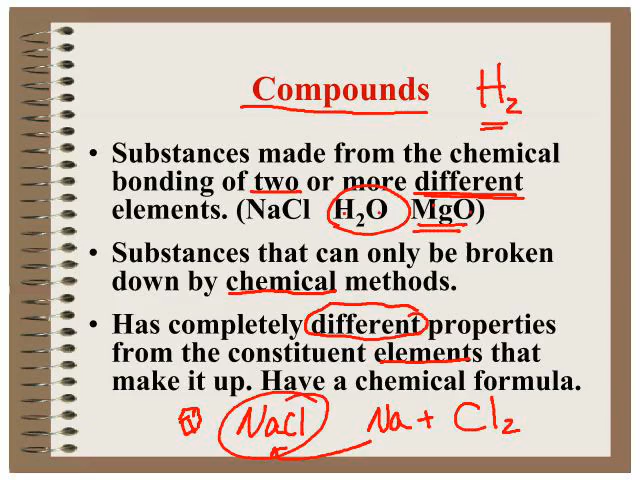 Compounds H₂
• Substances made from the chemical
bonding of two or more different
elements. (NaCl H₂O MgO)
• Substances that can only be broken
down by chemical methods.
• Has completely different properties
from the constituent elements that
make it up. Have a chemical formula.
NaCl Na + Cl₂